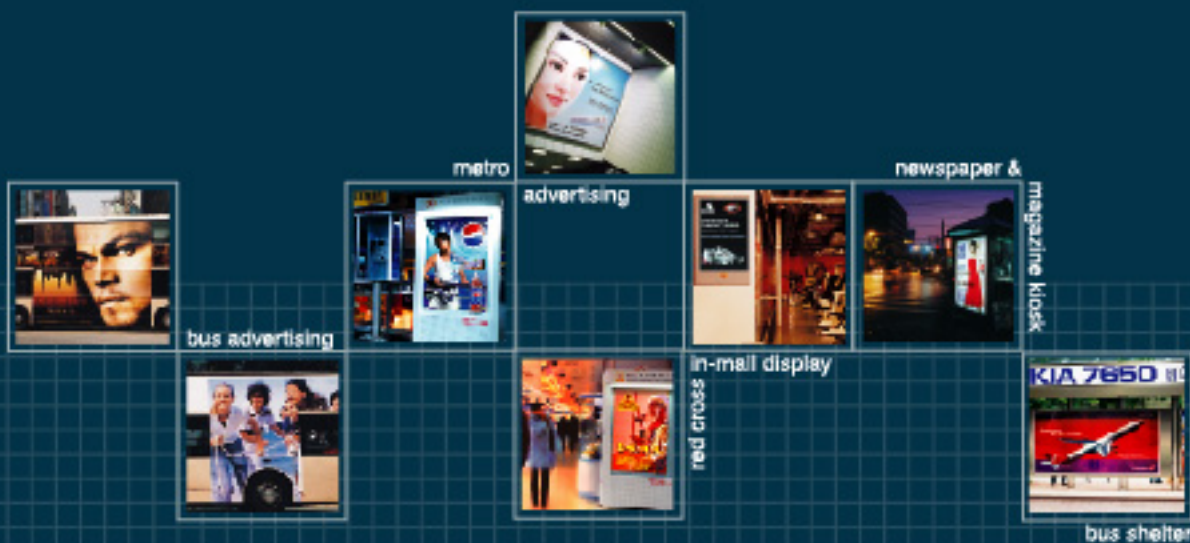 metro
advertising
newspaper &
magazine kiosk
bus advertising
in-mall display
red cross
KIA 7650
bus shelter